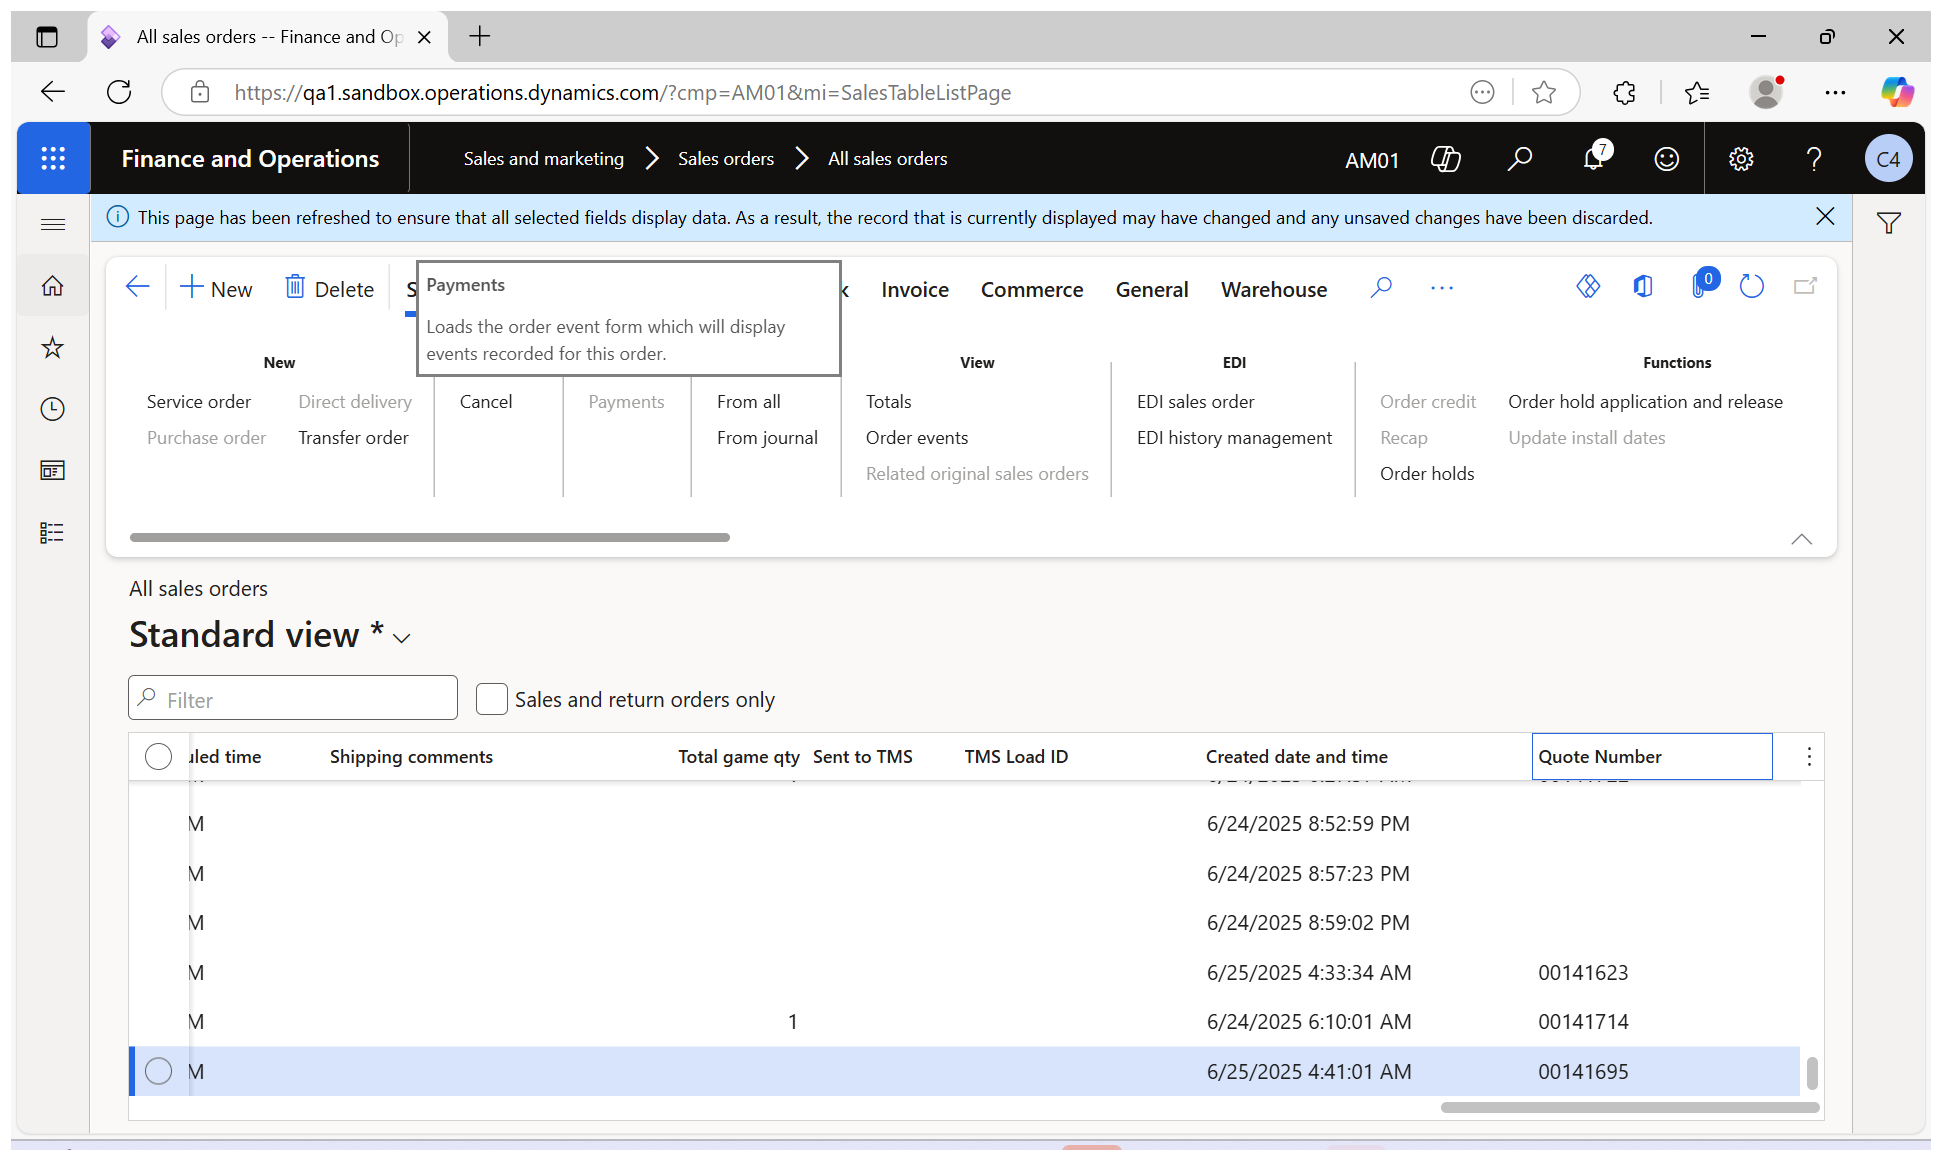 All sales orders -- Finance and Op
https://qa1.sandbox.operations.dynamics.com/?cmp=AM01&mi=SalesTableListPage
Finance and Operations
Sales and marketing
Sales orders
All sales orders
AM01
7
C4
This page has been refreshed to ensure that all selected fields display data. As a result, the record that is currently displayed may have changed and any unsaved changes have been discarded.
New
Delete
Invoice
Commerce
General
Warehouse
0
Payments
Loads the order event form which will display
events recorded for this order.
New
Service order
Direct delivery
Purchase order
Transfer order
Cancel
Payments
From all
From journal
View
Totals
Order events
Related original sales orders
EDI
EDI sales order
EDI history management
Functions
Order credit
Order hold application and release
Recap
Update install dates
Order holds
All sales orders
Standard view *
Filter
Sales and return orders only
uled time Shipping comments Total game qty Sent to TMS TMS Load ID Created date and time Quote Number
M 6/24/2025 8:52:59 PM
M 6/24/2025 8:57:23 PM
M 6/24/2025 8:59:02 PM
M 6/25/2025 4:33:34 AM 00141623
M 1 6/24/2025 6:10:01 AM 00141714
M 6/25/2025 4:41:01 AM 00141695